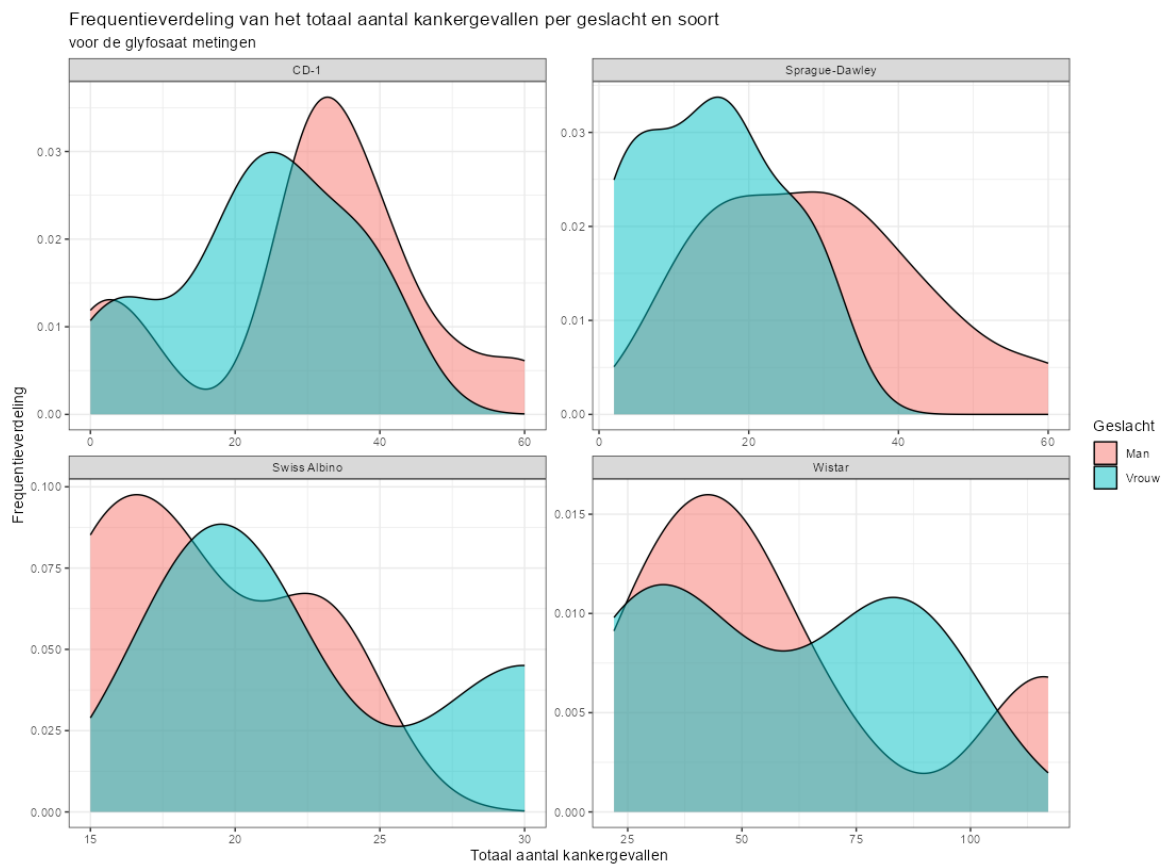 Frequentieverdeling van het totaal aantal kankergevallen per geslacht en soort
voor de glyfosaat metingen
CD-1
0.03
0.02
0.01
0.00
0 20 40 60
Sprague-Dawley
0.03
0.02
0.01
0.00
0 20 40 60
Swiss Albino
0.100
0.075
0.050
0.025
0.000
15 20 25 30
Wistar
0.015
0.010
0.005
0.000
25 50 75 100
Frequentieverdeling
Totaal aantal kankergevallen
Geslacht
Man
Vrouw